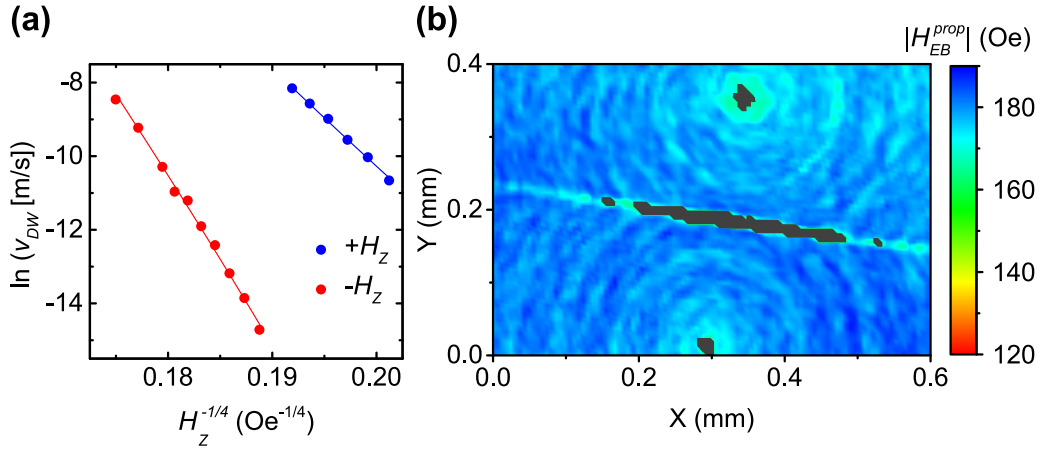 (a)
-8
-10
-12
-14
ln (v_DW [m/s])
+H_Z
-H_Z
0.18
0.19
0.20
H_Z^-1/4 (Oe^-1/4)
(b)
|H_EB^prop| (Oe)
0.4
0.2
0.0
Y (mm)
0.0
0.2
0.4
0.6
X (mm)
180
160
140
120